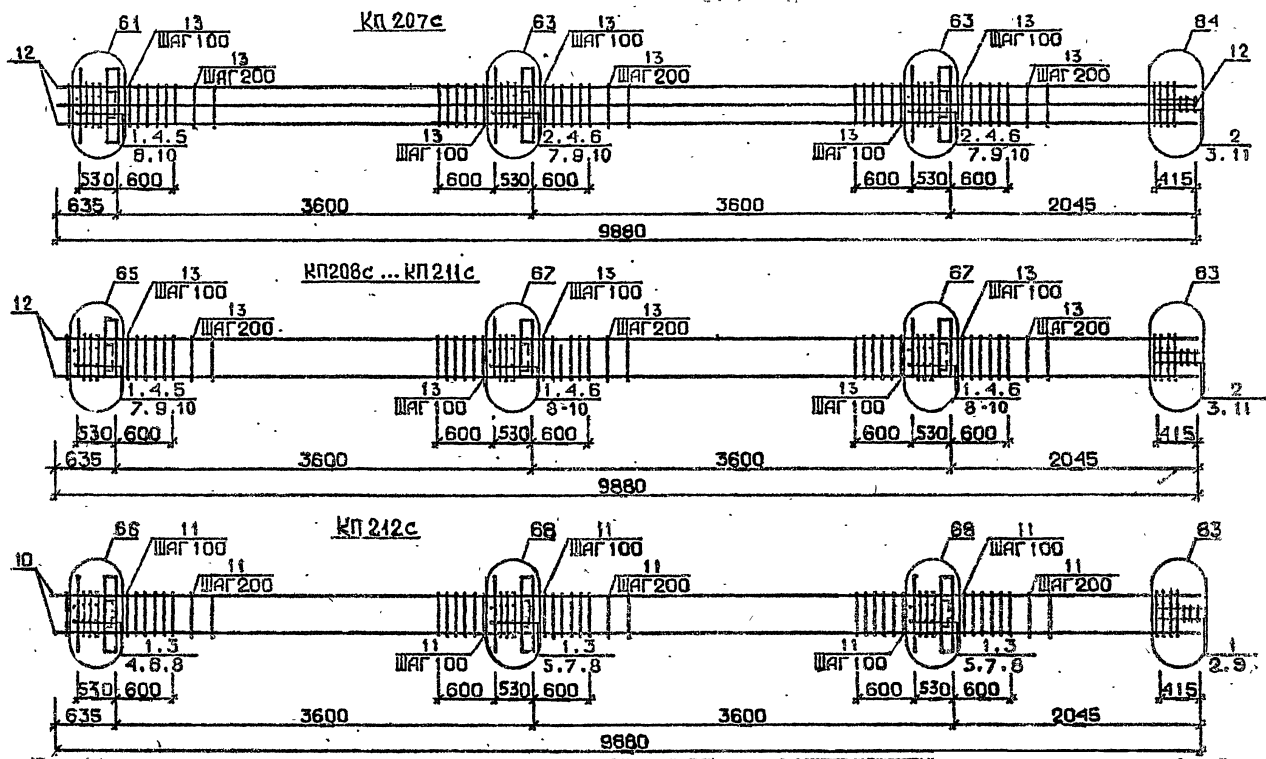 КП 207с
61 13 63 13 63 13 64
ШАГ 100 ШАГ 100 ШАГ 100
12 13 13 13 12
ШАГ 200 ШАГ 200 ШАГ 200
1.4.5 13 2.4.6 13 2.4.6 2
8.10 ШАГ 100 7.9.10 ШАГ 100 7.9.10 3.11
530 600 600 530 600 600 530 600 415
635 3600 3600 2045
9880
КП208с ... КП211с
65 13 67 13 67 13 63
ШАГ 100 ШАГ 100 ШАГ 100
12 13 13 13
ШАГ 200 ШАГ 200 ШАГ 200
1.4.5 13 1.4.6 13 1.4.6 2
7.9.10 ШАГ 100 8-10 ШАГ 100 8-10 3.11
530 600 600 530 600 600 530 600 415
635 3600 3600 2045
9880
КП 212с
66 11 68 11 68 11 63
ШАГ 100 ШАГ 100 ШАГ 100
10 11 11 11
ШАГ 200 ШАГ 200 ШАГ 200
1.3 11 1.3 11 1.3 1
4.6.8 ШАГ 100 5.7.8 ШАГ 100 5.7.8 2.9
530 600 600 530 600 600 530 600 415
635 3600 3600 2045
9880